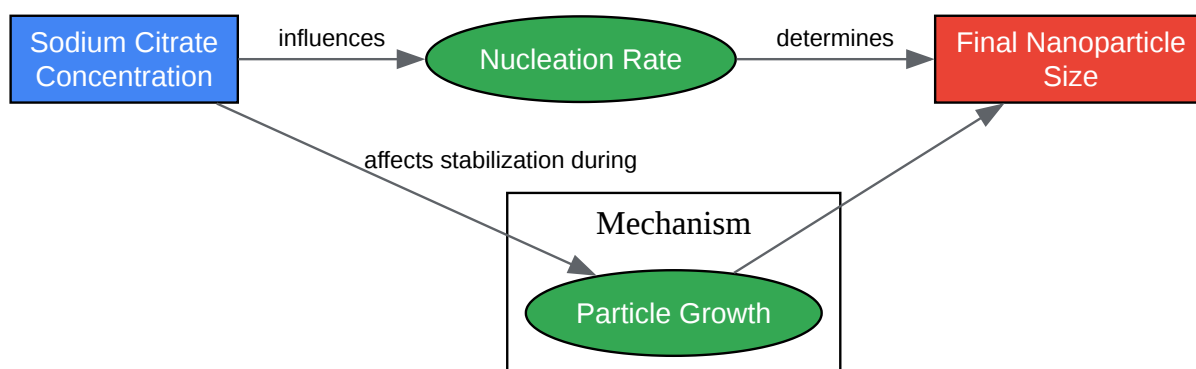 Sodium Citrate
Concentration
influences
Nucleation Rate
determines
Final Nanoparticle
Size
affects stabilization during
Mechanism
Particle Growth